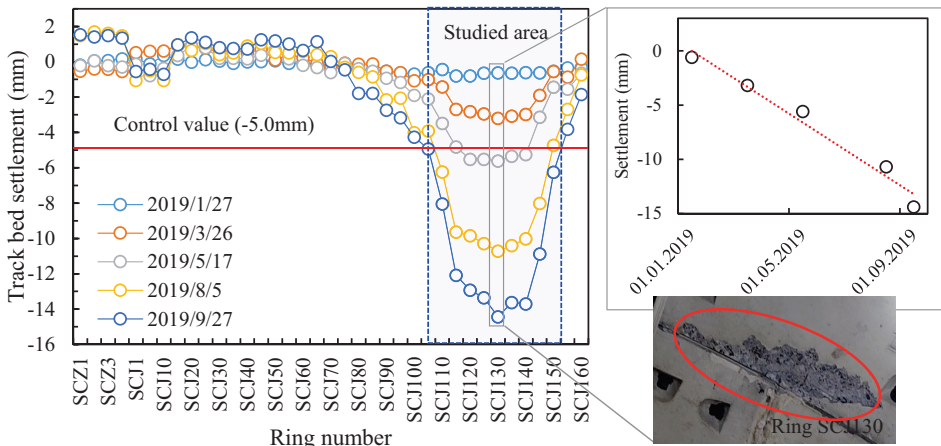 2
0
-2
-4
-6
-8
-10
-12
-14
-16
Track bed settlement (mm)
Studied area
Control value (-5.0mm)
2019/1/27
2019/3/26
2019/5/17
2019/8/5
2019/9/27
SCZ1
SCZ3
SCJ1
SCJ10
SCJ20
SCJ30
SCJ40
SCJ50
SCJ60
SCJ70
SCJ80
SCJ90
SCJ100
SCJ110
SCJ120
SCJ130
SCJ140
SCJ150
SCJ160
Ring number
0
-5
-10
-15
Settlement (mm)
01.01.2019
01.05.2019
01.09.2019
Ring SCJ130